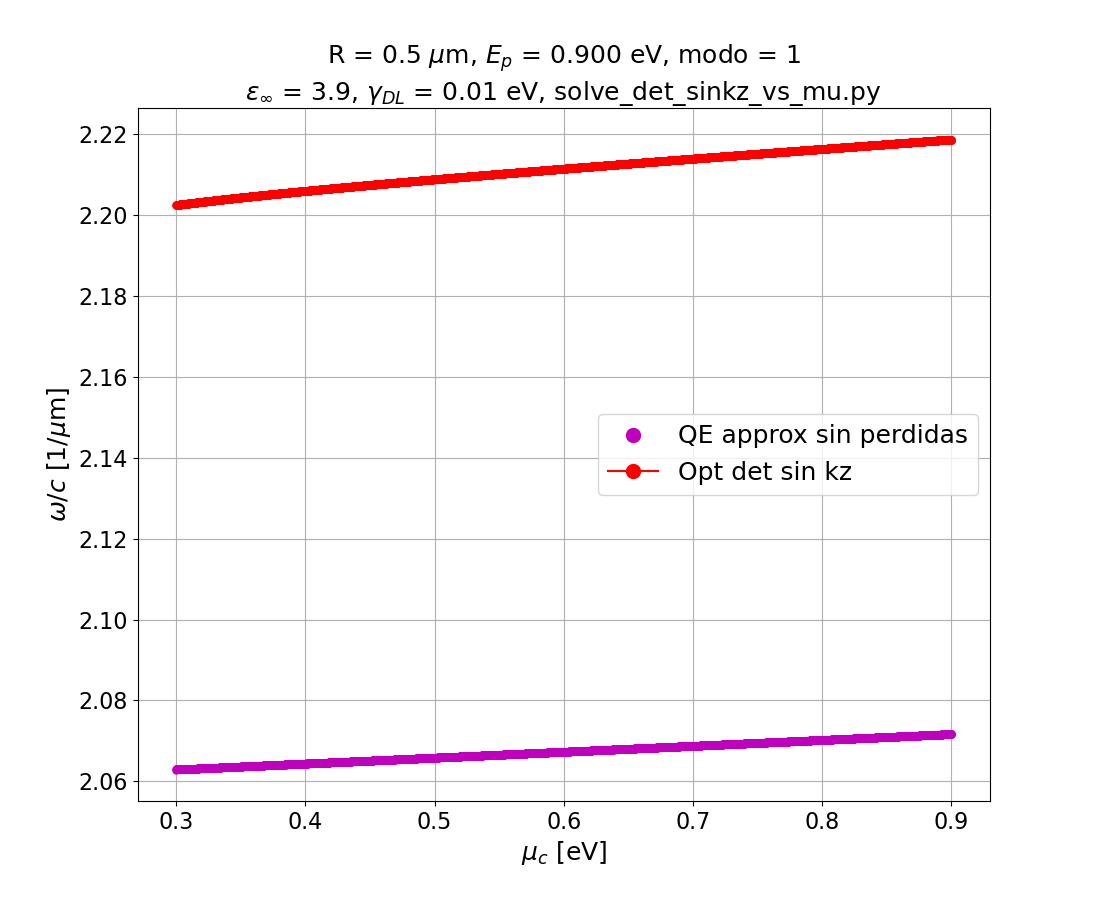 R = 0.5 μm, E_p = 0.900 eV, modo = 1
ε_∞ = 3.9, γ_DL = 0.01 eV, solve_det_sinkz_vs_mu.py
2.22
2.20
2.18
2.16
2.14
2.12
2.10
2.08
2.06
ω/c [1/μm]
QE approx sin perdidas
Opt det sin kz
0.3 0.4 0.5 0.6 0.7 0.8 0.9
μ_c [eV]